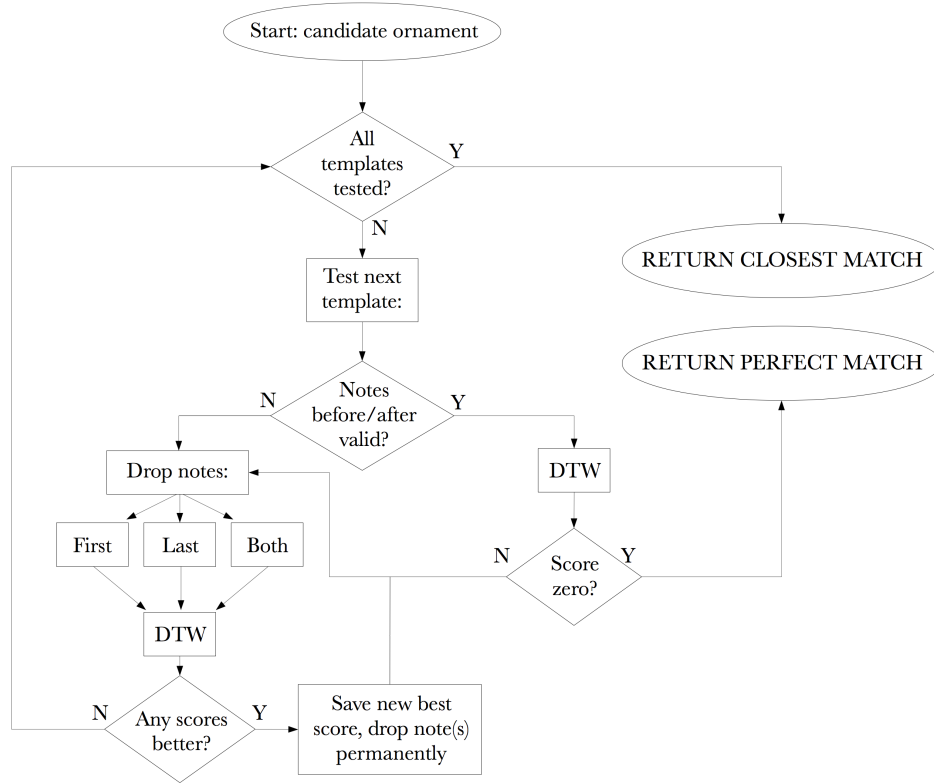 Start: candidate ornament
All
templates
tested?
Y
N
Test next
template:
RETURN CLOSEST MATCH
RETURN PERFECT MATCH
Notes
before/after
valid?
N
Y
Drop notes:
DTW
First
Last
Both
N
Score
zero?
Y
DTW
N
Any scores
better?
Y
Save new best
score, drop note(s)
permanently